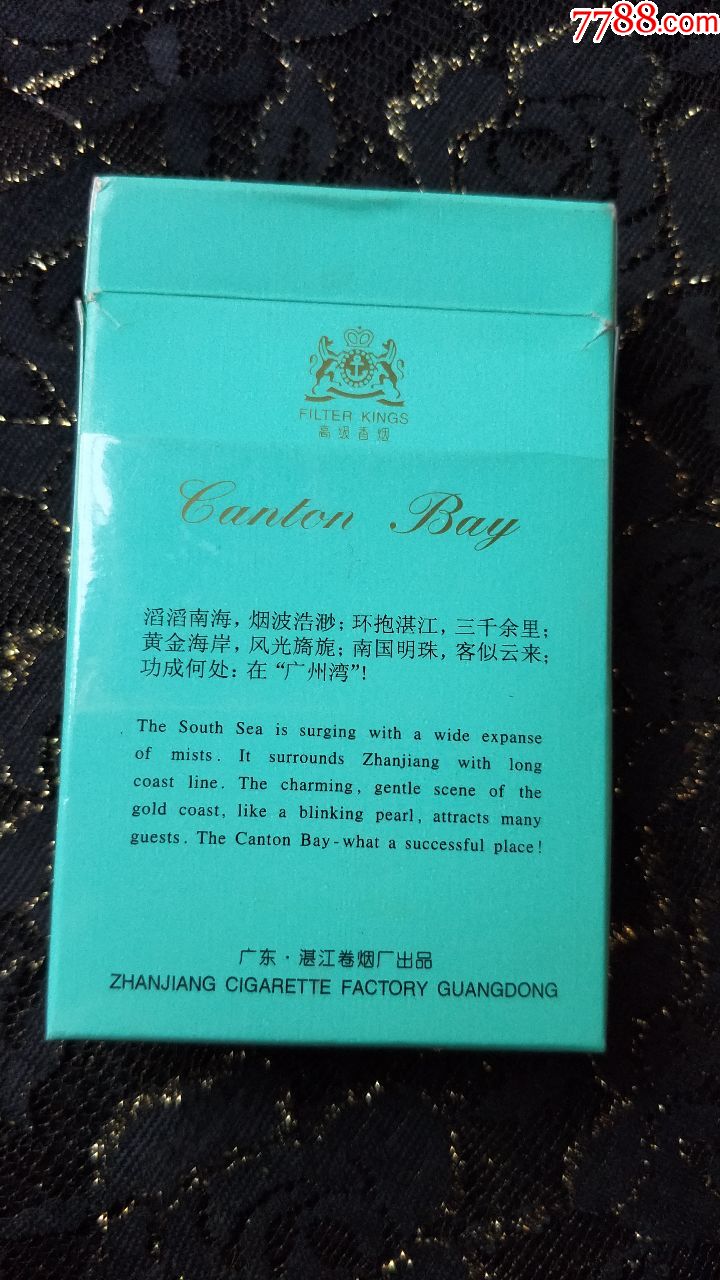 7788.com
FILTER KINGS
高级香烟
Canton Bay
滔滔南海，烟波浩渺；环抱湛江，三千余里；
黄金海岸，风光旖旎；南国明珠，客似云来；
功成何处：在“广州湾”！
The South Sea is surging with a wide expanse
of mists. It surrounds Zhanjiang with long
coast line. The charming, gentle scene of the
gold coast, like a blinking pearl, attracts many
guests. The Canton Bay-what a successful place!
广东·湛江卷烟厂出品
ZHANJIANG CIGARETTE FACTORY GUANGDONG